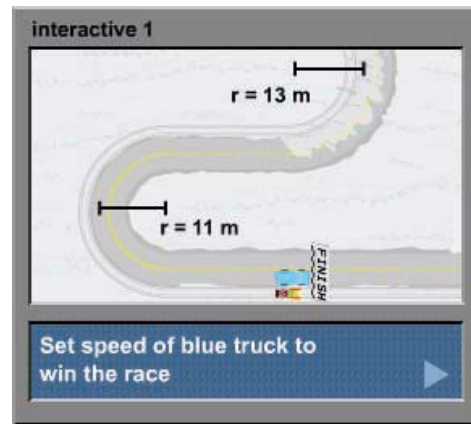 interactive 1
r = 13 m
r = 11 m
FINISH
Set speed of blue truck to
win the race